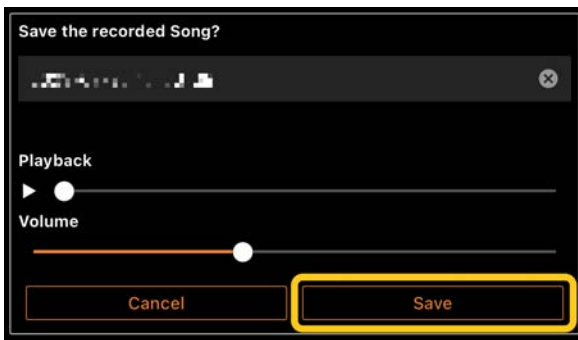 Save the recorded Song?
Playback
Volume
Cancel
Save